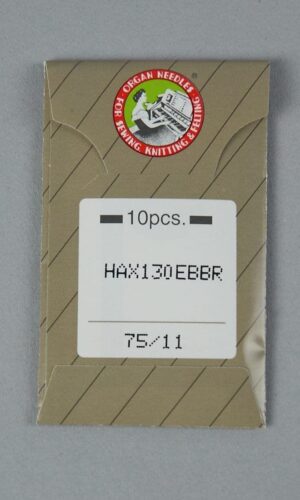 · ORGAN NEEDLES ·
FOR SEWING, KNITTING & FELTING
®
10pcs.
HAX130EBBR
75/11